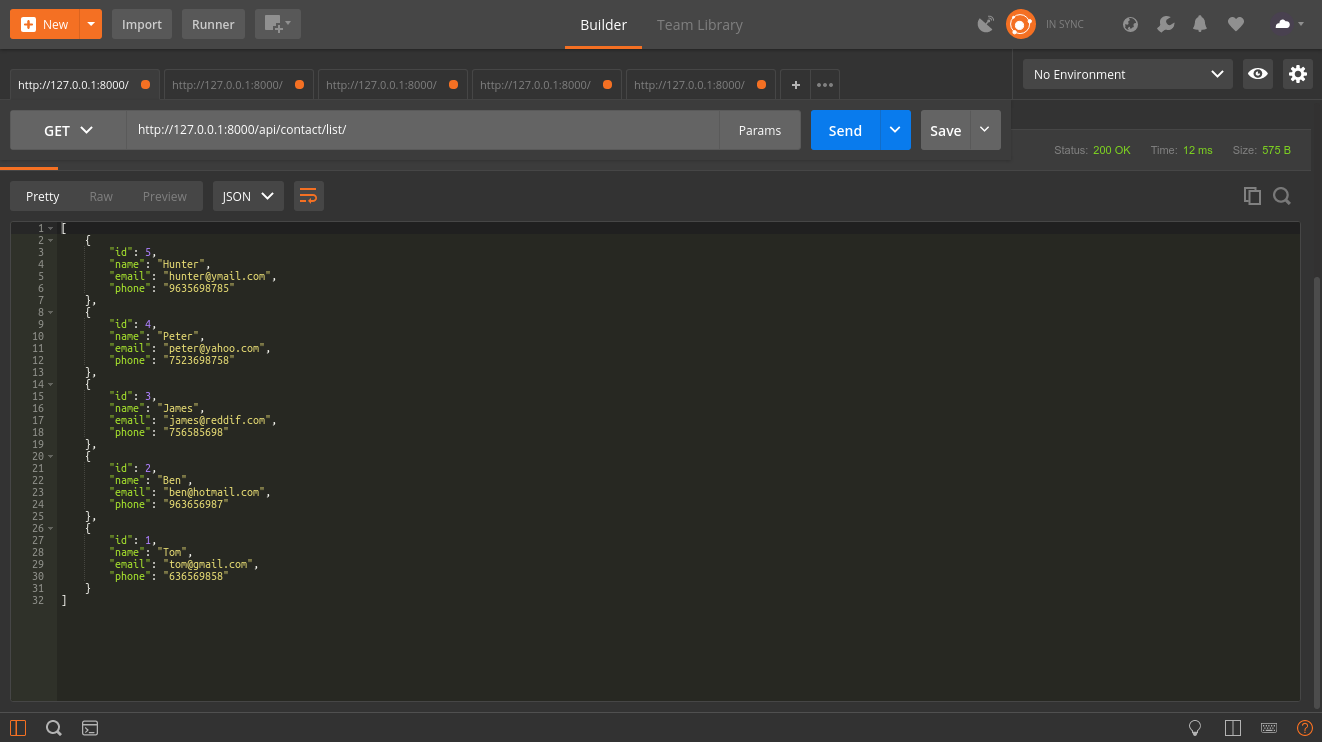 New Import Runner Builder Team Library IN SYNC
http://127.0.0.1:8000/ http://127.0.0.1:8000/ http://127.0.0.1:8000/ http://127.0.0.1:8000/ http://127.0.0.1:8000/ + ••• No Environment
GET http://127.0.0.1:8000/api/contact/list/ Params Send Save
Status: 200 OK Time: 12 ms Size: 575 B
Pretty Raw Preview JSON
1 [
2 {
3 "id": 5,
4 "name": "Hunter",
5 "email": "hunter@ymail.com",
6 "phone": "9635698785"
7 },
8 {
9 "id": 4,
10 "name": "Peter",
11 "email": "peter@yahoo.com",
12 "phone": "7523698758"
13 },
14 {
15 "id": 3,
16 "name": "James",
17 "email": "james@reddif.com",
18 "phone": "756585698"
19 },
20 {
21 "id": 2,
22 "name": "Ben",
23 "email": "ben@hotmail.com",
24 "phone": "963656987"
25 },
26 {
27 "id": 1,
28 "name": "Tom",
29 "email": "tom@gmail.com",
30 "phone": "636569858"
31 }
32 ]